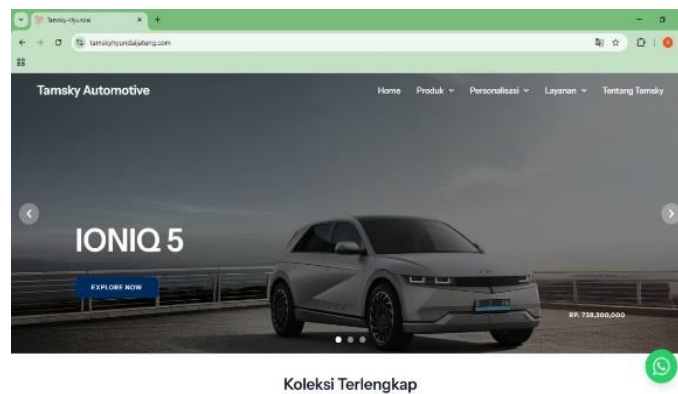 Tamsky-Hyundai
tamskyhyundaijateng.com
Tamsky Automotive
Home Produk Personalisasi Layanan Tentang Tamsky
IONIQ 5
EXPLORE NOW
RP. 738,300,000
Koleksi Terlengkap